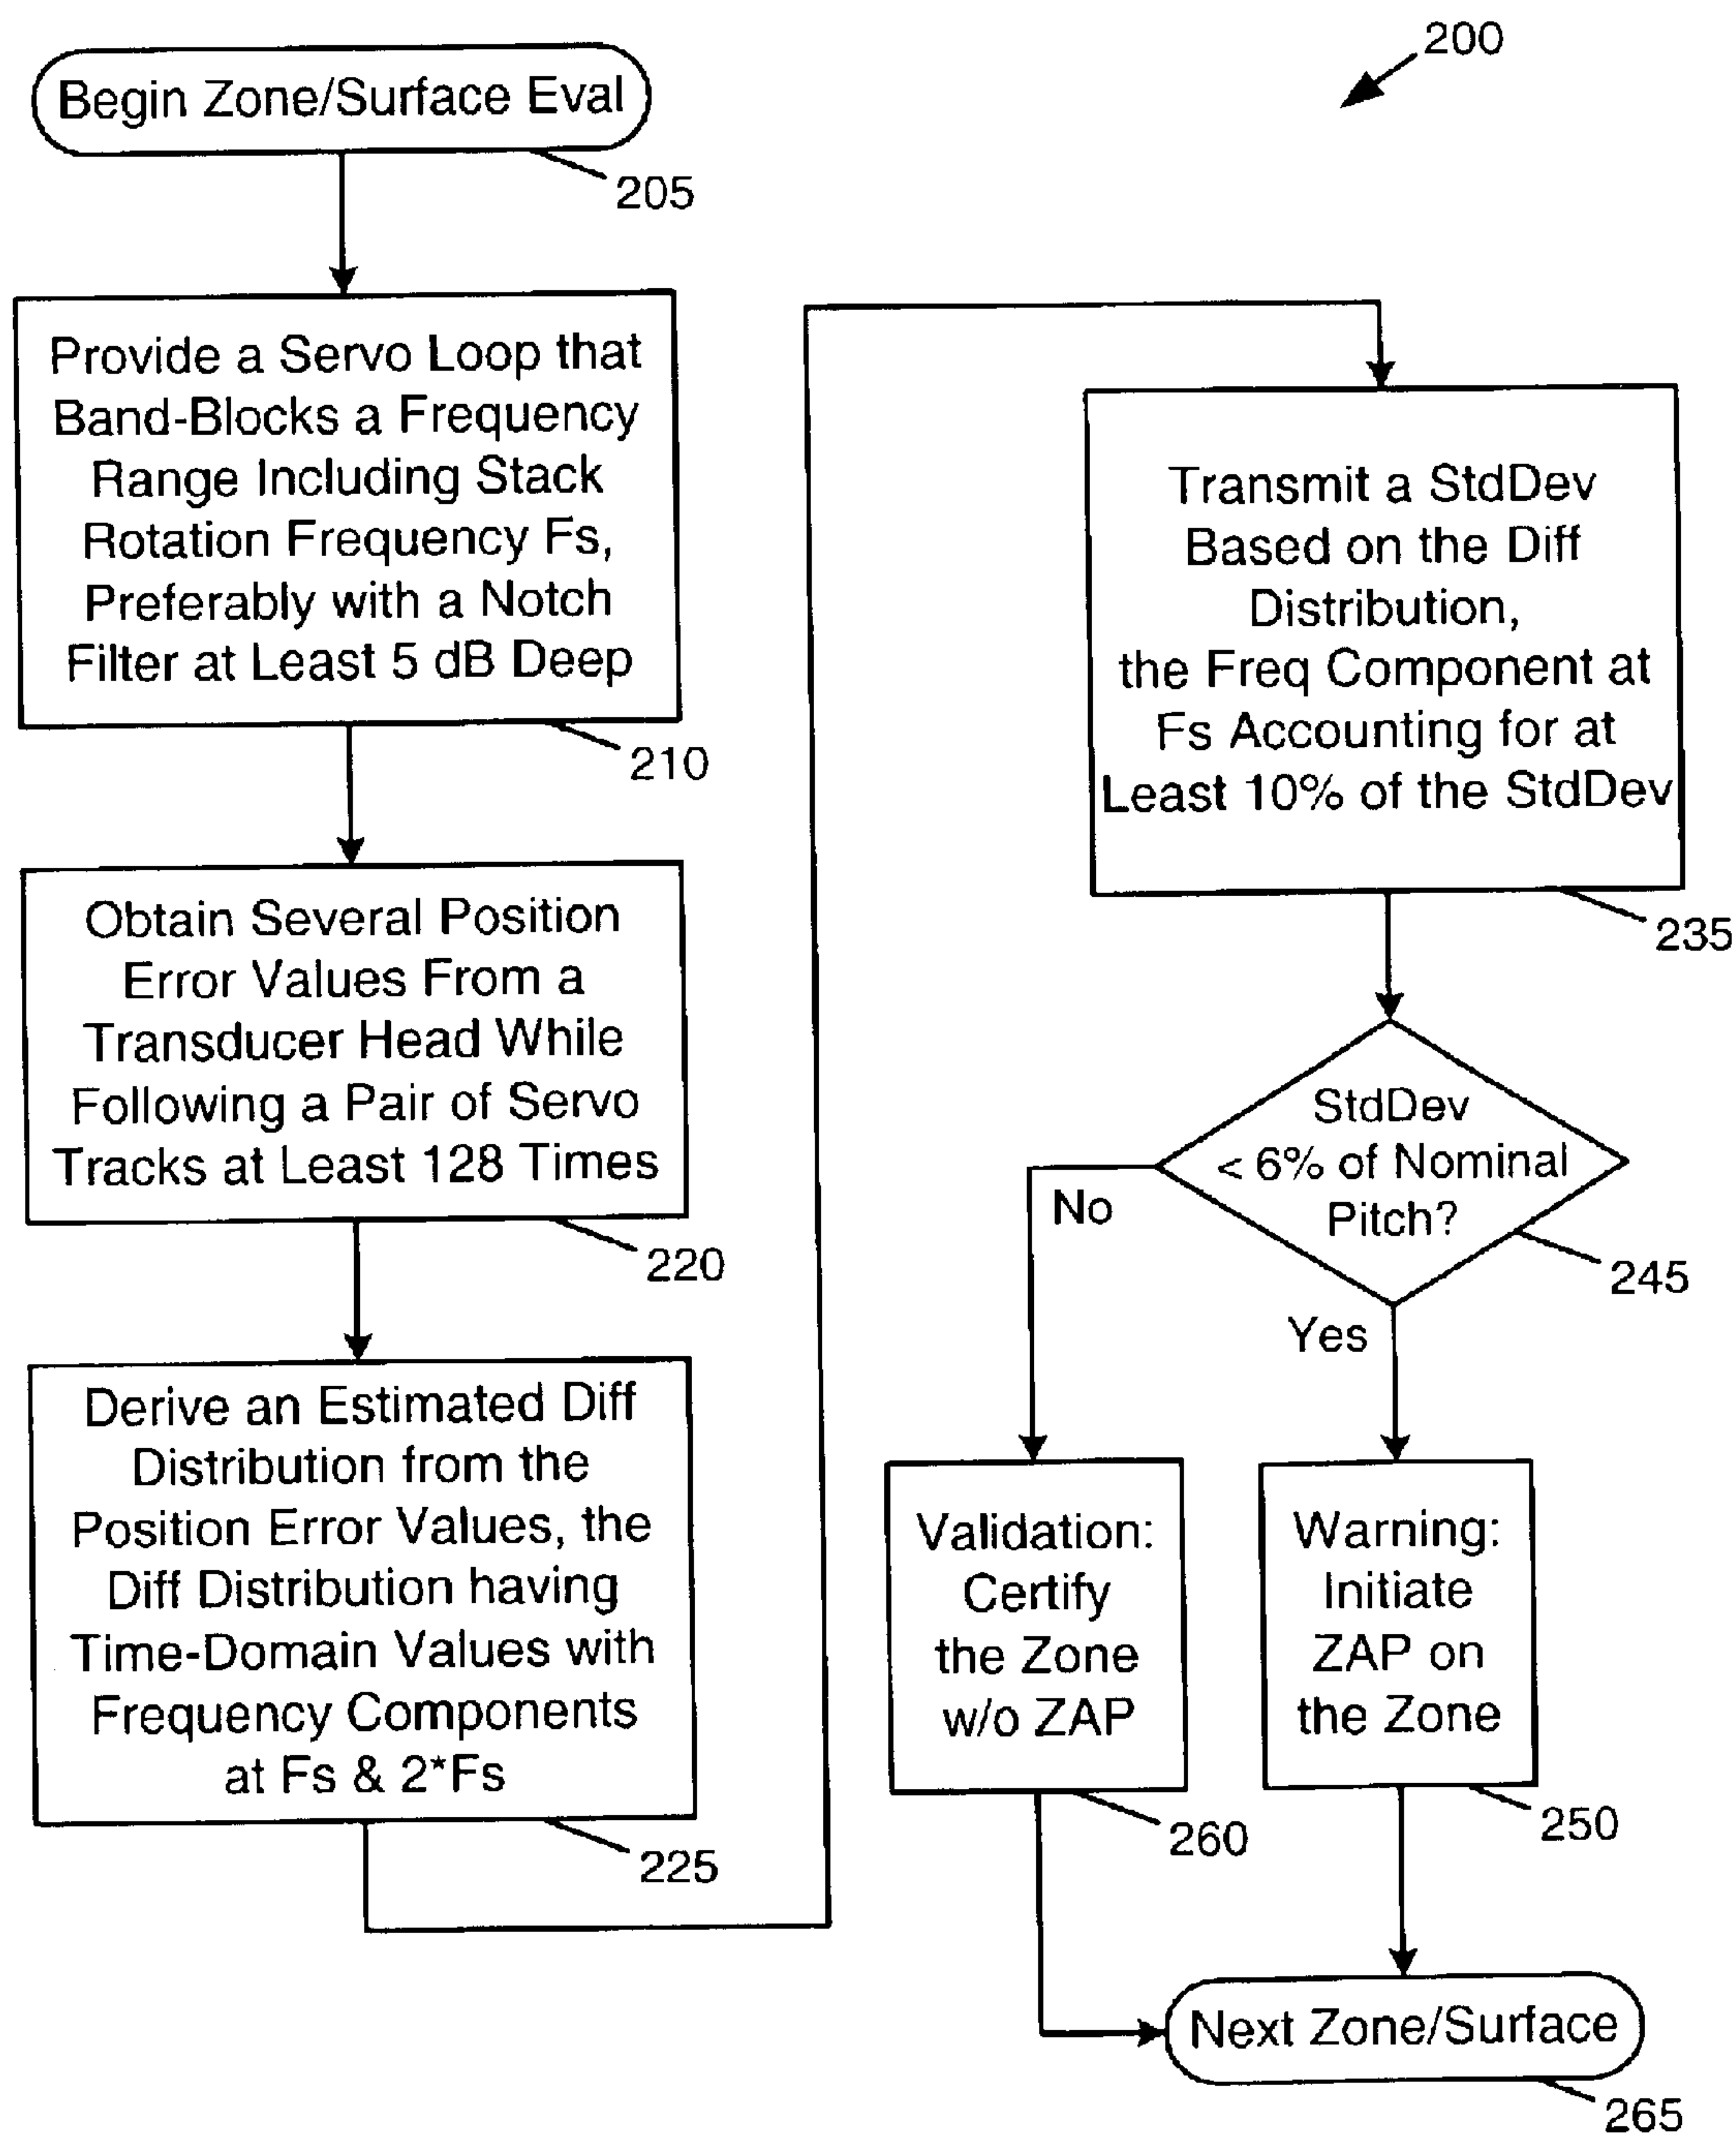 200
Begin Zone/Surface Eval
205
Provide a Servo Loop that
Band-Blocks a Frequency
Range Including Stack
Rotation Frequency Fs,
Preferably with a Notch
Filter at Least 5 dB Deep
210
Obtain Several Position
Error Values From a
Transducer Head While
Following a Pair of Servo
Tracks at Least 128 Times
220
Derive an Estimated Diff
Distribution from the
Position Error Values, the
Diff Distribution having
Time-Domain Values with
Frequency Components
at Fs & 2*Fs
225
Transmit a StdDev
Based on the Diff
Distribution,
the Freq Component at
Fs Accounting for at
Least 10% of the StdDev
235
StdDev
< 6% of Nominal
Pitch?
245
No
Yes
Validation:
Certify
the Zone
w/o ZAP
260
Warning:
Initiate
ZAP on
the Zone
250
Next Zone/Surface
265